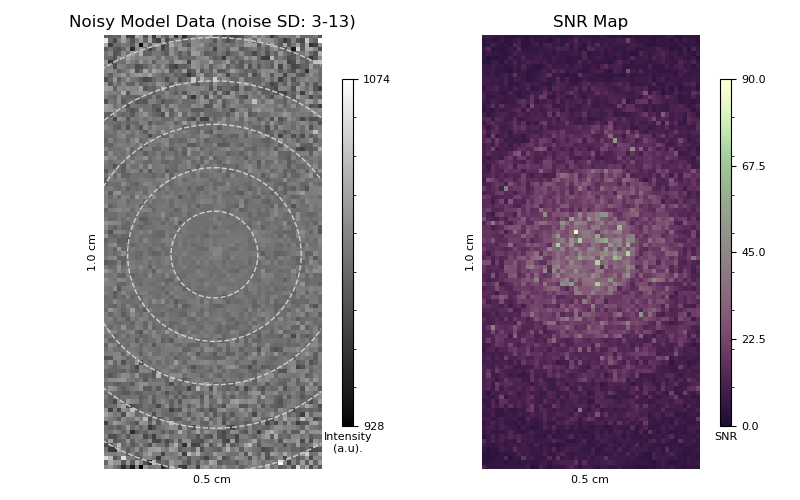 Noisy Model Data (noise SD: 3-13)
1.0 cm
0.5 cm
1074
928
Intensity
(a.u).
SNR Map
1.0 cm
0.5 cm
90.0
67.5
45.0
22.5
0.0
SNR